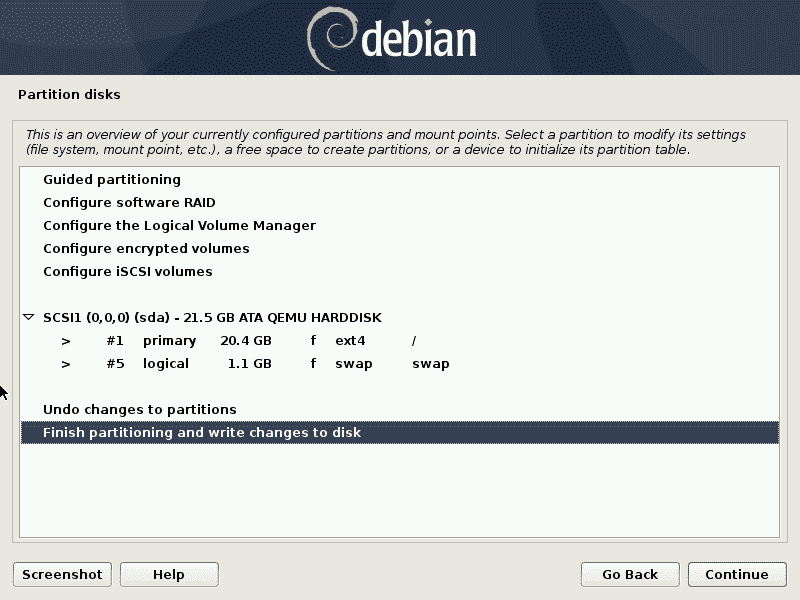 debian
Partition disks
This is an overview of your currently configured partitions and mount points. Select a partition to modify its settings
(file system, mount point, etc.), a free space to create partitions, or a device to initialize its partition table.
Guided partitioning
Configure software RAID
Configure the Logical Volume Manager
Configure encrypted volumes
Configure iSCSI volumes
SCSI1 (0,0,0) (sda) - 21.5 GB ATA QEMU HARDDISK
> #1 primary 20.4 GB f ext4 /
> #5 logical 1.1 GB f swap swap
Undo changes to partitions
Finish partitioning and write changes to disk
Screenshot Help Go Back Continue